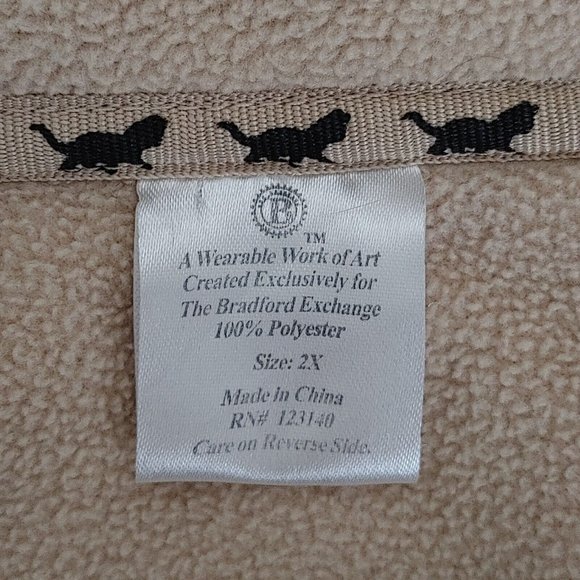 B
TM
A Wearable Work of Art
Created Exclusively for
The Bradford Exchange
100% Polyester
Size: 2X
Made in China
RN# 123140
Care on Reverse Side.